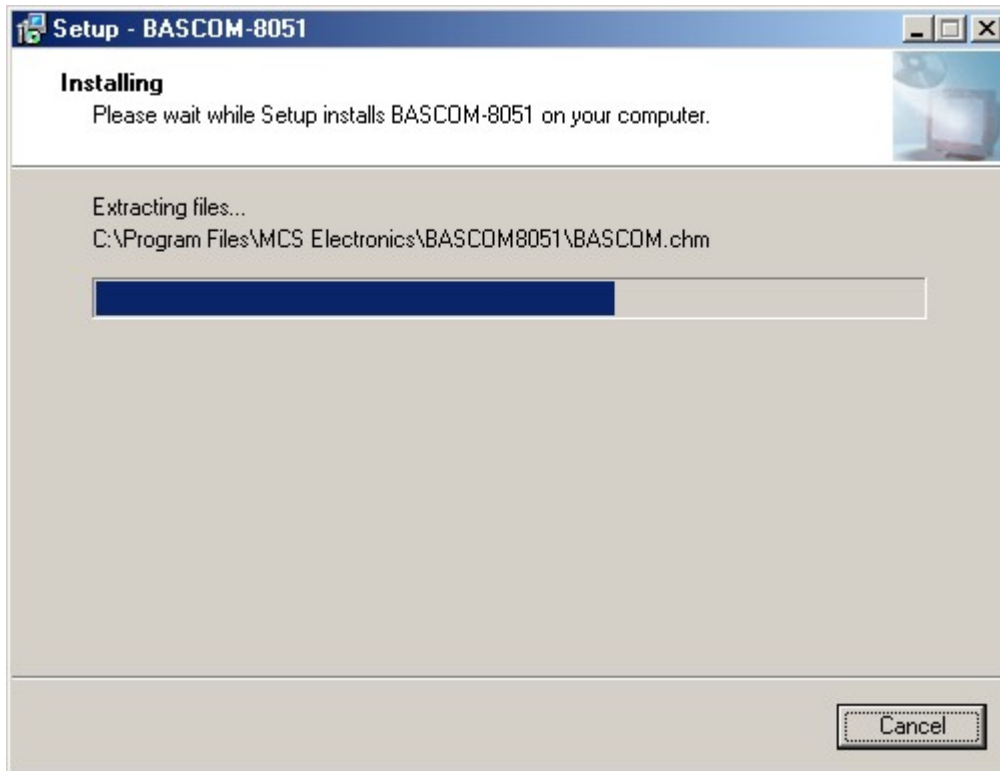 Setup - BASCOM-8051
Installing
Please wait while Setup installs BASCOM-8051 on your computer.
Extracting files...
C:\Program Files\MCS Electronics\BASCOM8051\BASCOM.chm
Cancel